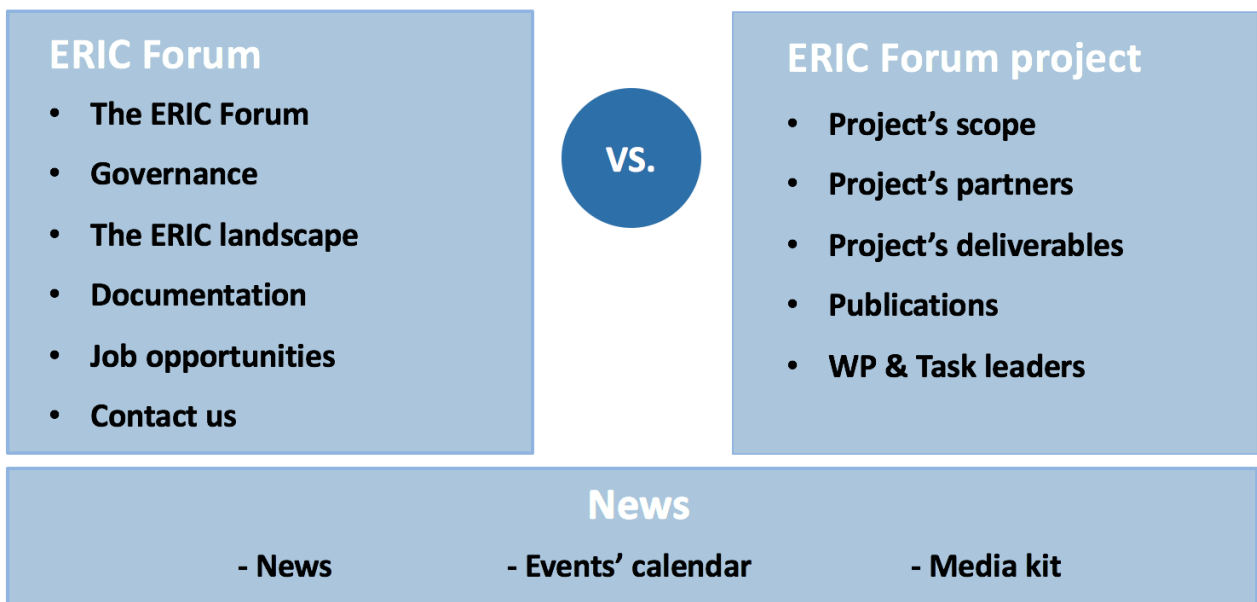 ERIC Forum
• The ERIC Forum
• Governance
• The ERIC landscape
• Documentation
• Job opportunities
• Contact us
VS.
ERIC Forum project
• Project’s scope
• Project’s partners
• Project’s deliverables
• Publications
• WP & Task leaders
News
- News
- Events’ calendar
- Media kit